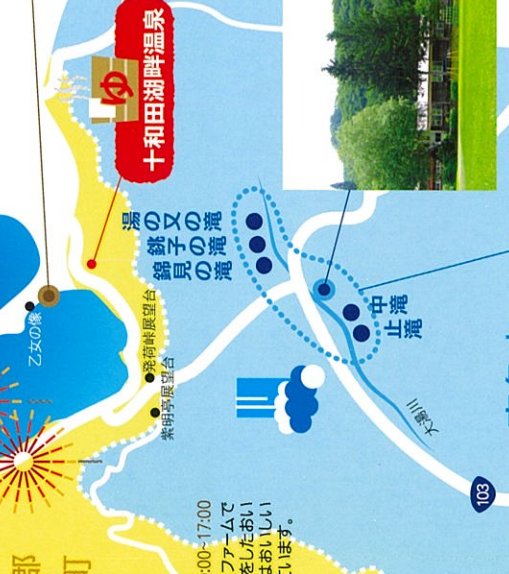 ゆ
十和田湖畔温泉
湯の又の滝
銚子の滝
錦見の滝
中滝
止滝
乙女の像
発荷峠展望台
紫明亭展望台
大湯川
103
:00~17:00
ファームで
をしたおい
はおいしい
います。
郷
町